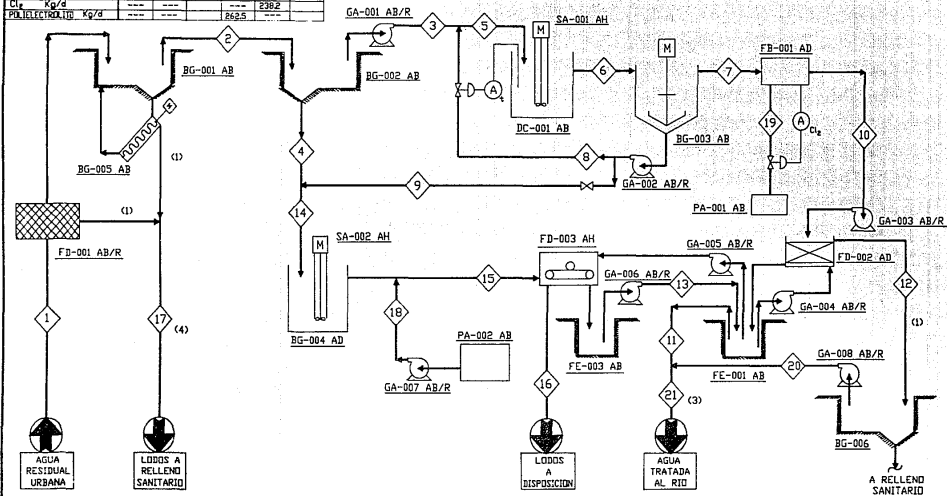 Cl₂ Kg/d --- --- --- 238.2
POLIELECTROLITO Kg/d --- --- 262.5 ---
GA-001 AB/R
3
5
SA-001 AH
M
2
BG-001 AB
BG-002 AB
A
t
DC-001 AB
6
M
BG-003 AB
7
FB-001 AD
19
A
Cl₂
10
PA-001 AB
GA-003 AB/R
BG-005 AB
(1)
4
8
GA-002 AB/R
9
14
(1)
FD-001 AB/R
SA-002 AH
M
BG-004 AD
FD-003 AH
GA-005 AB/R
FD-002 AD
GA-006 AB/R
13
GA-004 AB/R
12
(1)
15
18
PA-002 AB
GA-007 AB/R
FE-003 AB
11
FE-001 AB
GA-008 AB/R
20
1
17
(4)
16
21
(3)
BG-006
AGUA
RESIDUAL
URBANA
LODOS A
RELLENO
SANITARIO
LODOS
A
DISPOSICION
AGUA
TRATADA
AL RIO
A RELLENO
SANITARIO